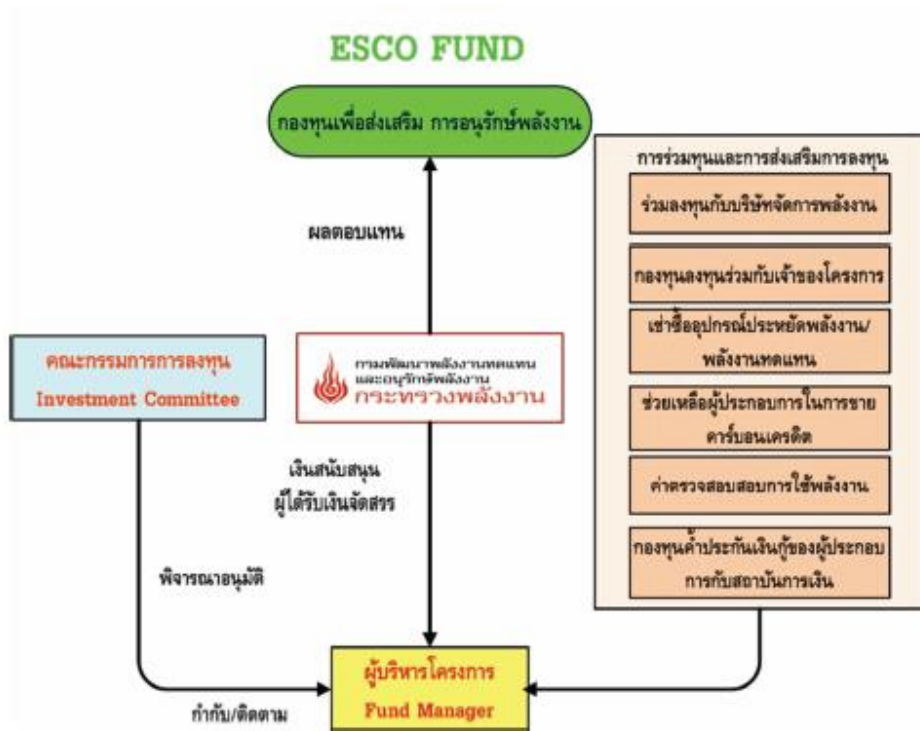 ESCO FUND
กองทุนเพื่อส่งเสริม การอนุรักษ์พลังงาน
ผลตอบแทน
คณะกรรมการการลงทุน
Investment Committee
กรมพัฒนาพลังงานทดแทน
และอนุรักษ์พลังงาน
กระทรวงพลังงาน
เงินสนับสนุน
ผู้ได้รับเงินจัดสรร
พิจารณาอนุมัติ
กำกับ/ติดตาม
ผู้บริหารโครงการ
Fund Manager
การร่วมทุนและการส่งเสริมการลงทุน
ร่วมลงทุนกับบริษัทจัดการพลังงาน
กองทุนลงทุนร่วมกับเจ้าของโครงการ
เช่าซื้ออุปกรณ์ประหยัดพลังงาน/
พลังงานทดแทน
ช่วยเหลือผู้ประกอบการในการขาย
คาร์บอนเครดิต
ค่าตรวจสอบสอบการใช้พลังงาน
กองทุนค้ำประกันเงินกู้ของผู้ประกอบ
การกับสถาบันการเงิน